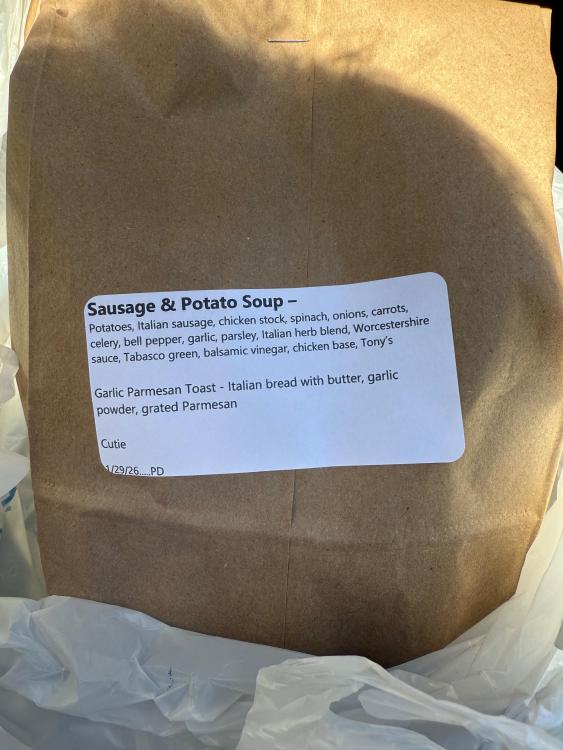 Sausage & Potato Soup –
Potatoes, Italian sausage, chicken stock, spinach, onions, carrots,
celery, bell pepper, garlic, parsley, Italian herb blend, Worcestershire
sauce, Tabasco green, balsamic vinegar, chicken base, Tony's
Garlic Parmesan Toast - Italian bread with butter, garlic
powder, grated Parmesan
Cutie
1/29/26.....PD